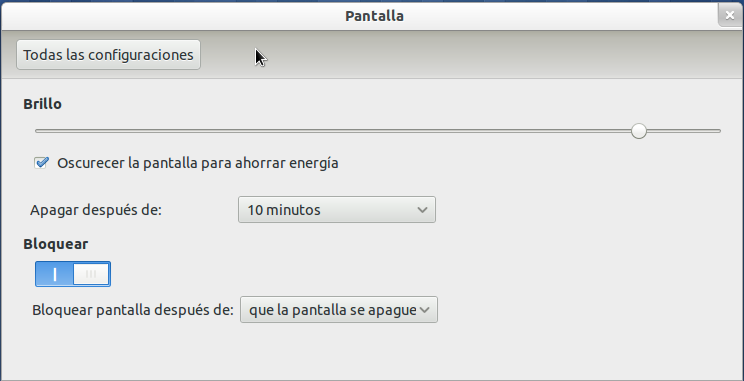 Pantalla
Todas las configuraciones
Brillo
Oscurecer la pantalla para ahorrar energía
Apagar después de: 10 minutos
Bloquear
Bloquear pantalla después de: que la pantalla se apague